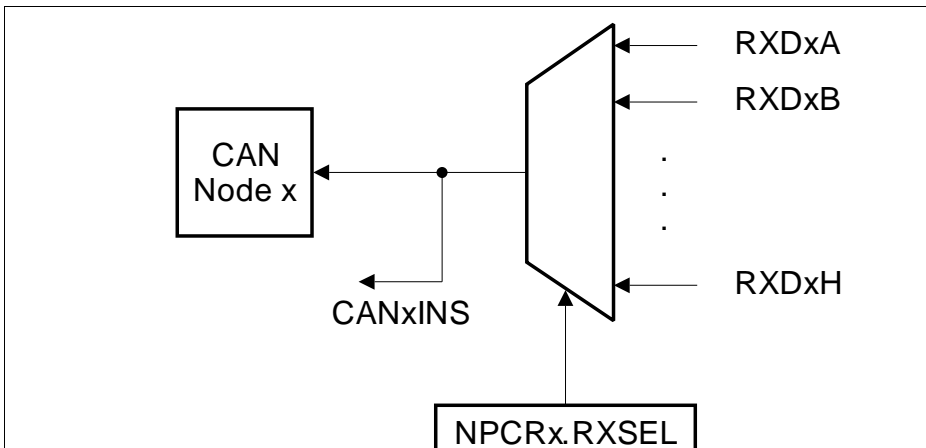 RXDxA
RXDxB
CAN
Node x
.
.
.
RXDxH
CANxINS
NPCRx.RXSEL